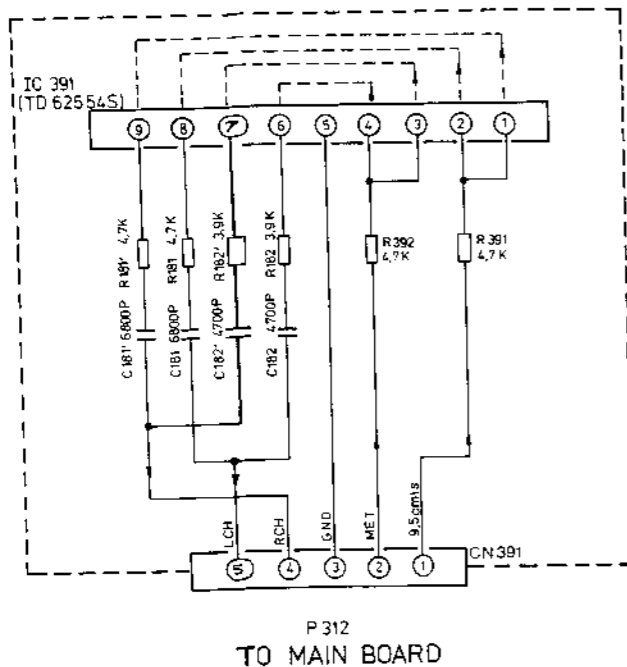 IC 391
(TD 62554S)
9 8 7 6 5 4 3 2 1
R181' 4,7K
R181 4,7K
R182' 3,9K
R182 3,9K
R392
4,7K
R391
4,7K
C181' 6800P
C181 6800P
C182' 4700P
C182 4700P
LCH
RCH
GND
MET
9,5cm/s
CN391
5 4 3 2 1
P312
TO MAIN BOARD